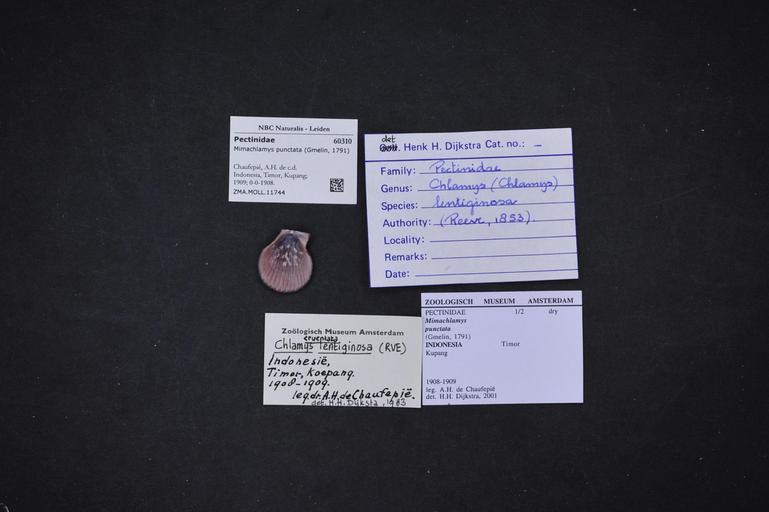 NBC Naturalis - Leiden
Pectinidae 60310
Mimachlamys punctata (Gmelin, 1791)
Chaufepié, A.H. de c.d.
Indonesia, Timor, Kupang;
1909; 0-0-1908.
ZMA.MOLL.11744
det
Henk H. Dijkstra Cat. no.: –
Family: Pectinidae
Genus: Chlamys (Chlamys)
Species: lentiginosa
Authority: (Reeve, 1853).
Locality:
Remarks:
Date:
Zoölogisch Museum Amsterdam
cruentata
Chlamys lentiginosa (RVE)
Indonesië,
Timor, Koepang.
1908-1909.
leg. dr. A.H. de Chaufepié.
det. H.H. Dijksta, 1983
ZOOLOGISCH MUSEUM AMSTERDAM
PECTINIDAE 1/2 dry
Mimachlamys
punctata
(Gmelin, 1791)
INDONESIA Timor
Kupang
1908-1909
leg. A.H. de Chaufepié
det. H.H. Dijkstra, 2001